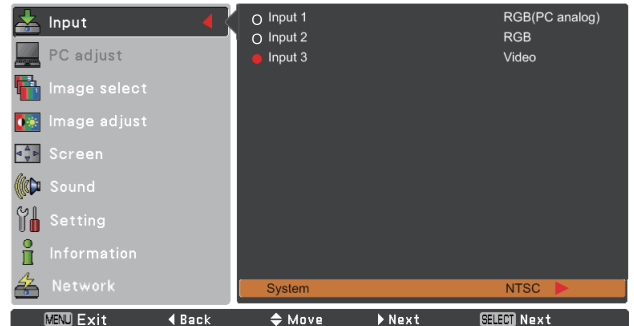 Input
PC adjust
Image select
Image adjust
Screen
Sound
Setting
Information
Network
Input 1 RGB(PC analog)
Input 2 RGB
Input 3 Video
System NTSC
MENU Exit Back Move Next SELECT Next